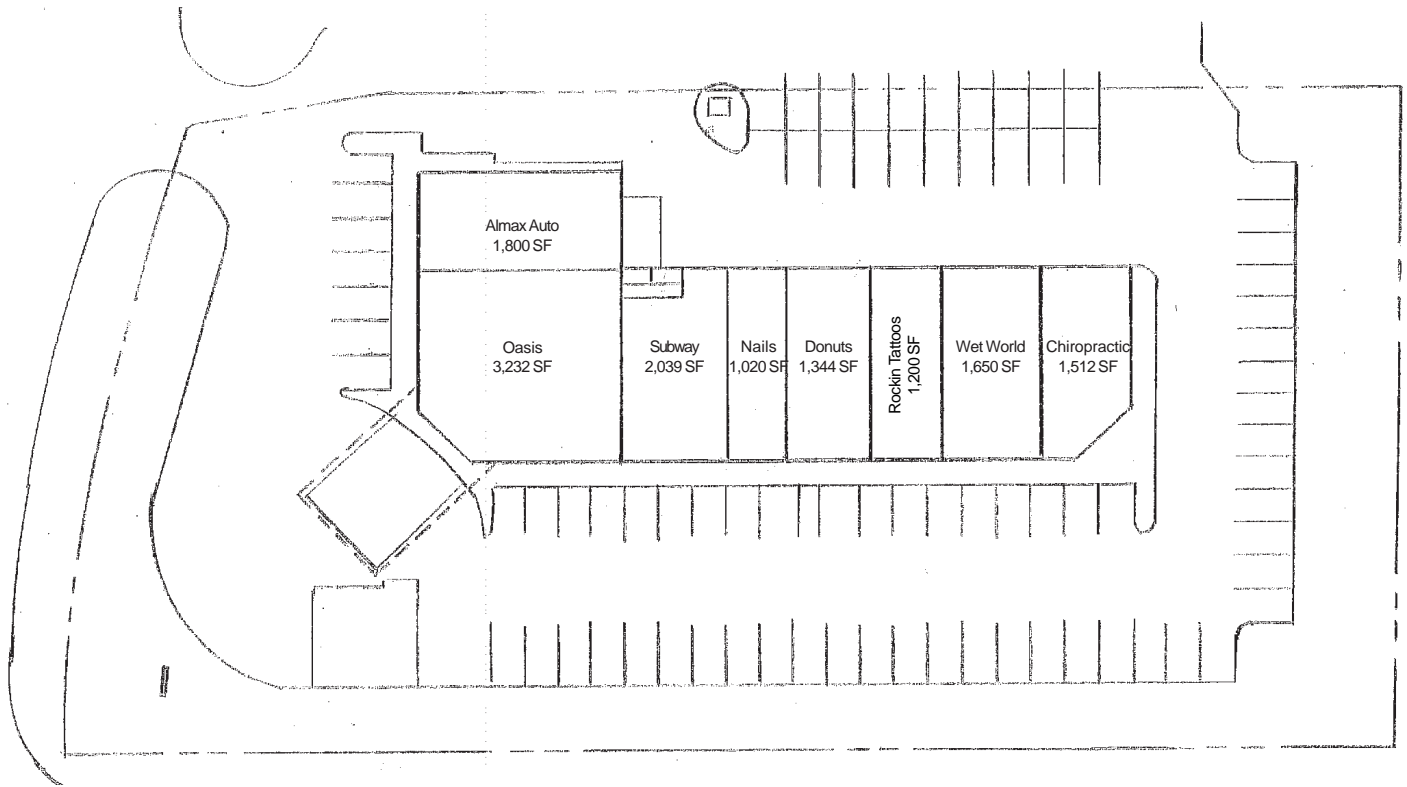 Almax Auto
1,800 SF
Oasis
3,232 SF
Subway
2,039 SF
Nails
1,020 SF
Donuts
1,344 SF
Rockin Tattoos
1,200 SF
Wet World
1,650 SF
Chiropractic
1,512 SF